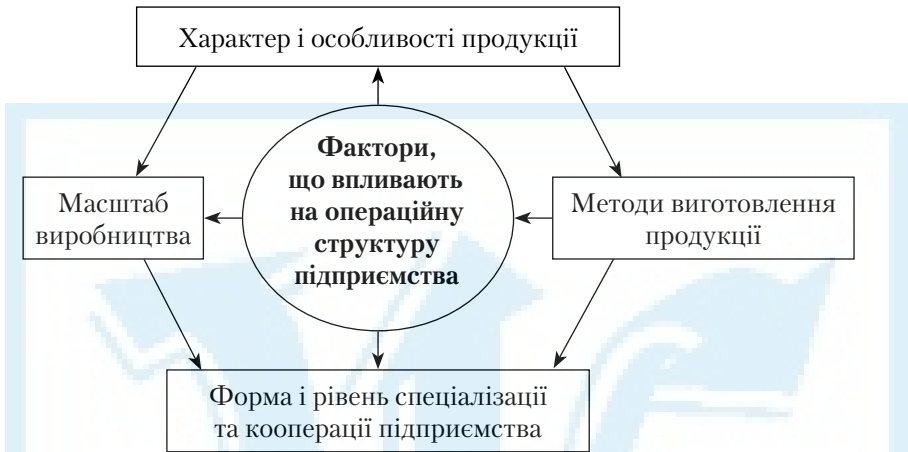 Характер і особливості продукції
Фактори,
що впливають
на операційну
структуру
підприємства
Масштаб
виробництва
Методи виготовлення
продукції
Форма і рівень спеціалізації
та кооперації підприємства